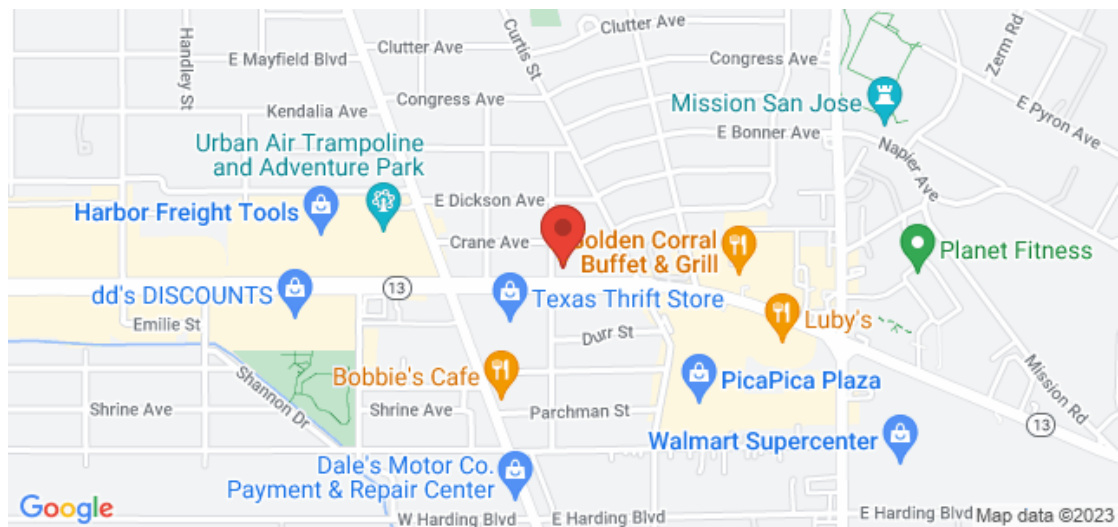 Handley St
E Mayfield Blvd
Clutter Ave
Curtis St
Clutter Ave
Congress Ave
Zerm Rd
Kendalia Ave
Congress Ave
Mission San Jose
E Pyron Ave
E Bonner Ave
Napier Ave
Urban Air Trampoline
and Adventure Park
E Dickson Ave
Harbor Freight Tools
Crane Ave
Golden Corral
Buffet & Grill
Planet Fitness
dd's DISCOUNTS
13
Texas Thrift Store
Emilie St
Durr St
Luby's
Shannon Dr
Bobbie's Cafe
PicaPica Plaza
Mission Rd
Shrine Ave
Shrine Ave
Parchman St
13
Walmart Supercenter
Dale's Motor Co.
Payment & Repair Center
Google
W Harding Blvd
E Harding Blvd
E Harding Blvd
Map data ©2023